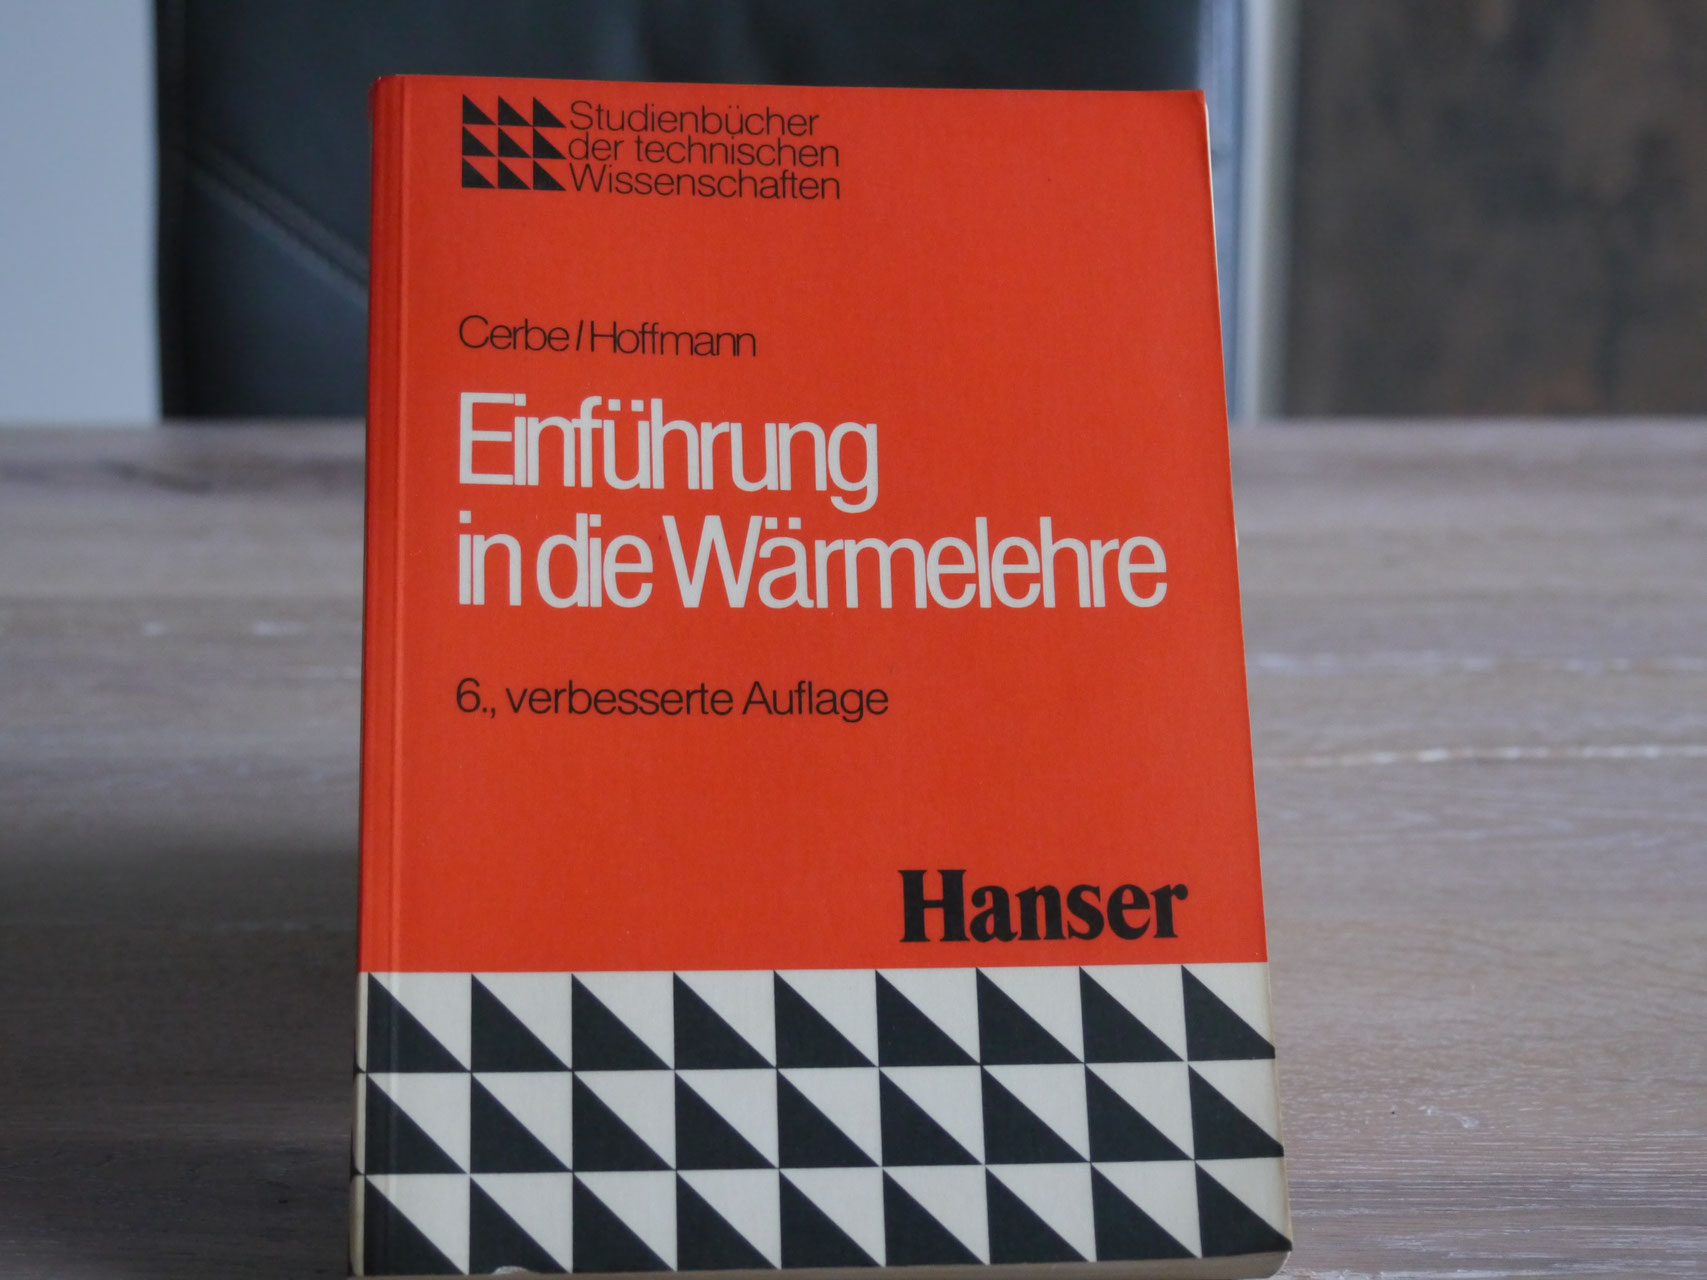 Studienbücher
der technischen
Wissenschaften
Cerbe/Hoffmann
Einführung
in die Wärmelehre
6., verbesserte Auflage
Hanser